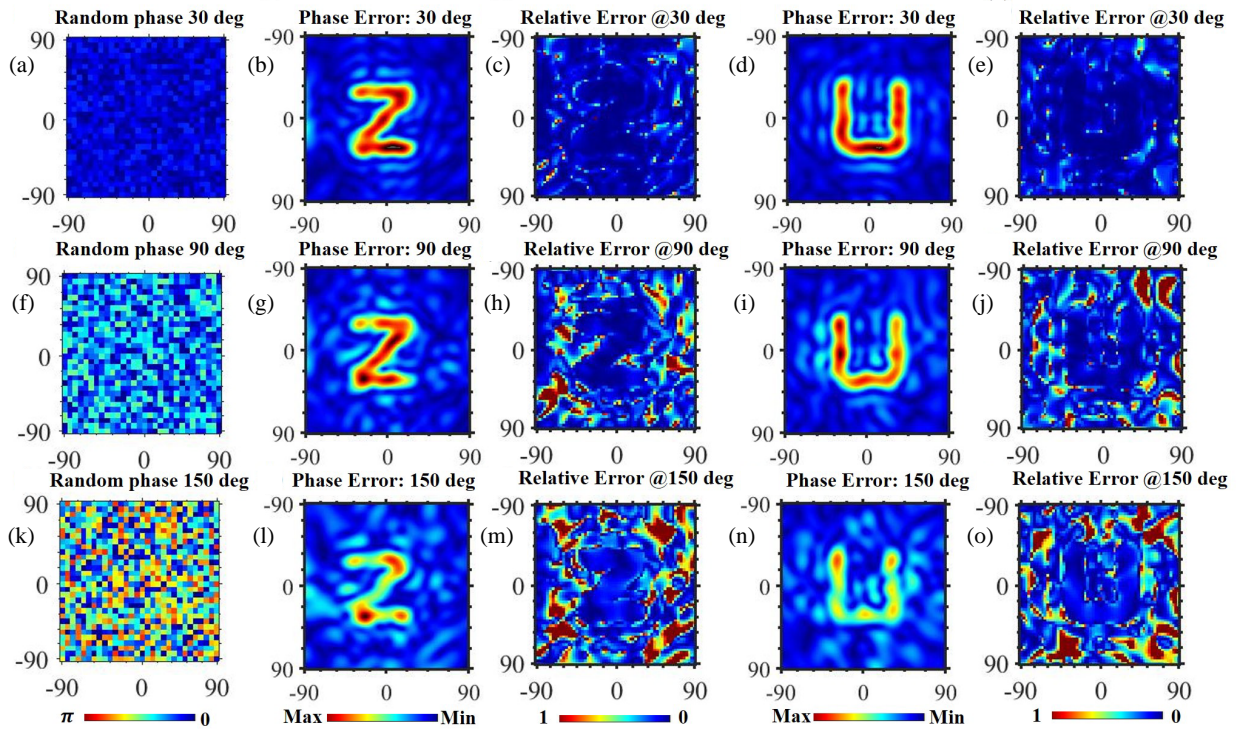 Random phase 30 deg Phase Error: 30 deg Relative Error @30 Phase Error: 30 deg Relative Error @30
(a) (b) (c) (d) (e)
90 -90 -90 -90 -90
0 0 0 0 0
-90 90 90 90 90
-90 0 90 -90 0 90 -90 0 90 -90 0 90 -90 0 90
Random phase 90 deg Phase Error: 90 deg Relative Error @90 deg Phase Error: 90 deg Relative Error @90 deg
(f) (g) (h) (i) (j)
90 -90 -90 -90 -90
0 0 0 0 0
-90 90 90 90 90
-90 0 90 -90 0 90 -90 0 90 -90 0 90 -90 0 90
Random phase 150 deg Phase Error: 150 deg Relative Error @150 deg Phase Error: 150 deg Relative Error @150 deg
(k) (l) (m) (n) (o)
90 -90 -90 -90 -90
0 0 0 0 0
-90 90 90 90 90
-90 0 90 -90 0 90 -90 0 90 -90 0 90 -90 0 90
π 0 Max Min 1 0 Max Min 1 0